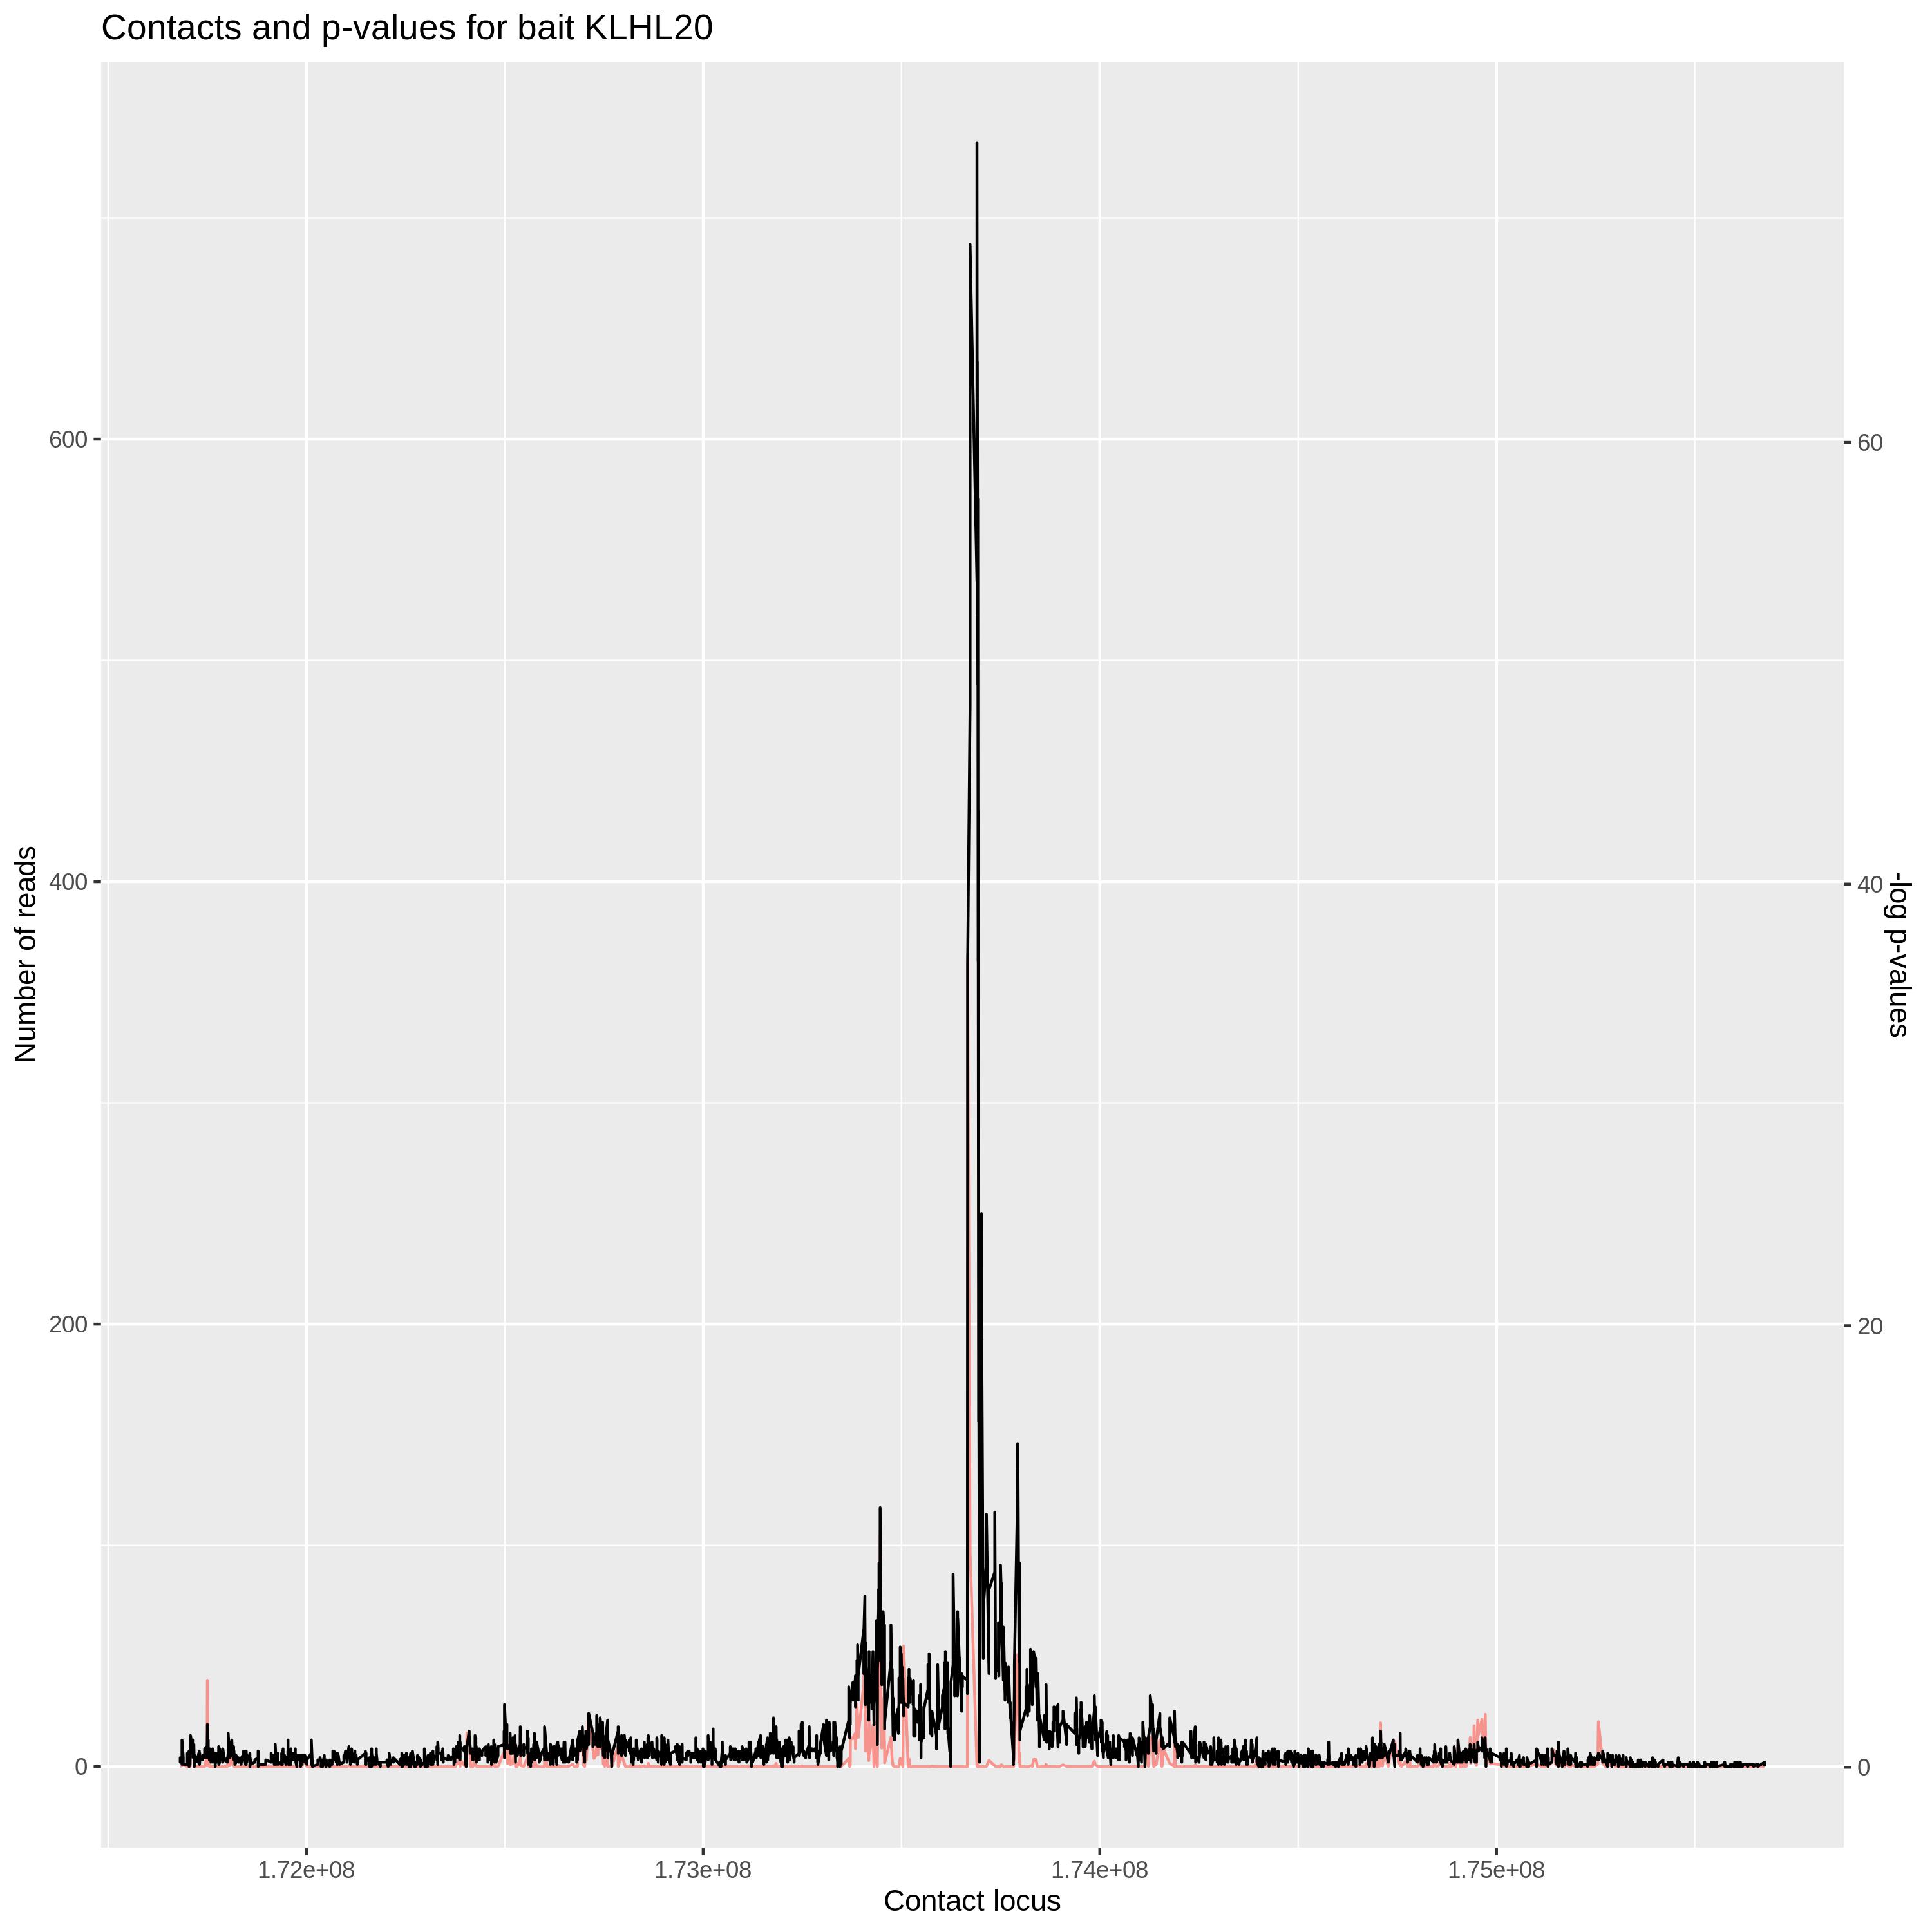 Contacts and p-values for bait KLHL20
600
400
200
0
Number of reads
60
40
20
0
-log p-values
1.72e+08
1.73e+08
1.74e+08
1.75e+08
Contact locus